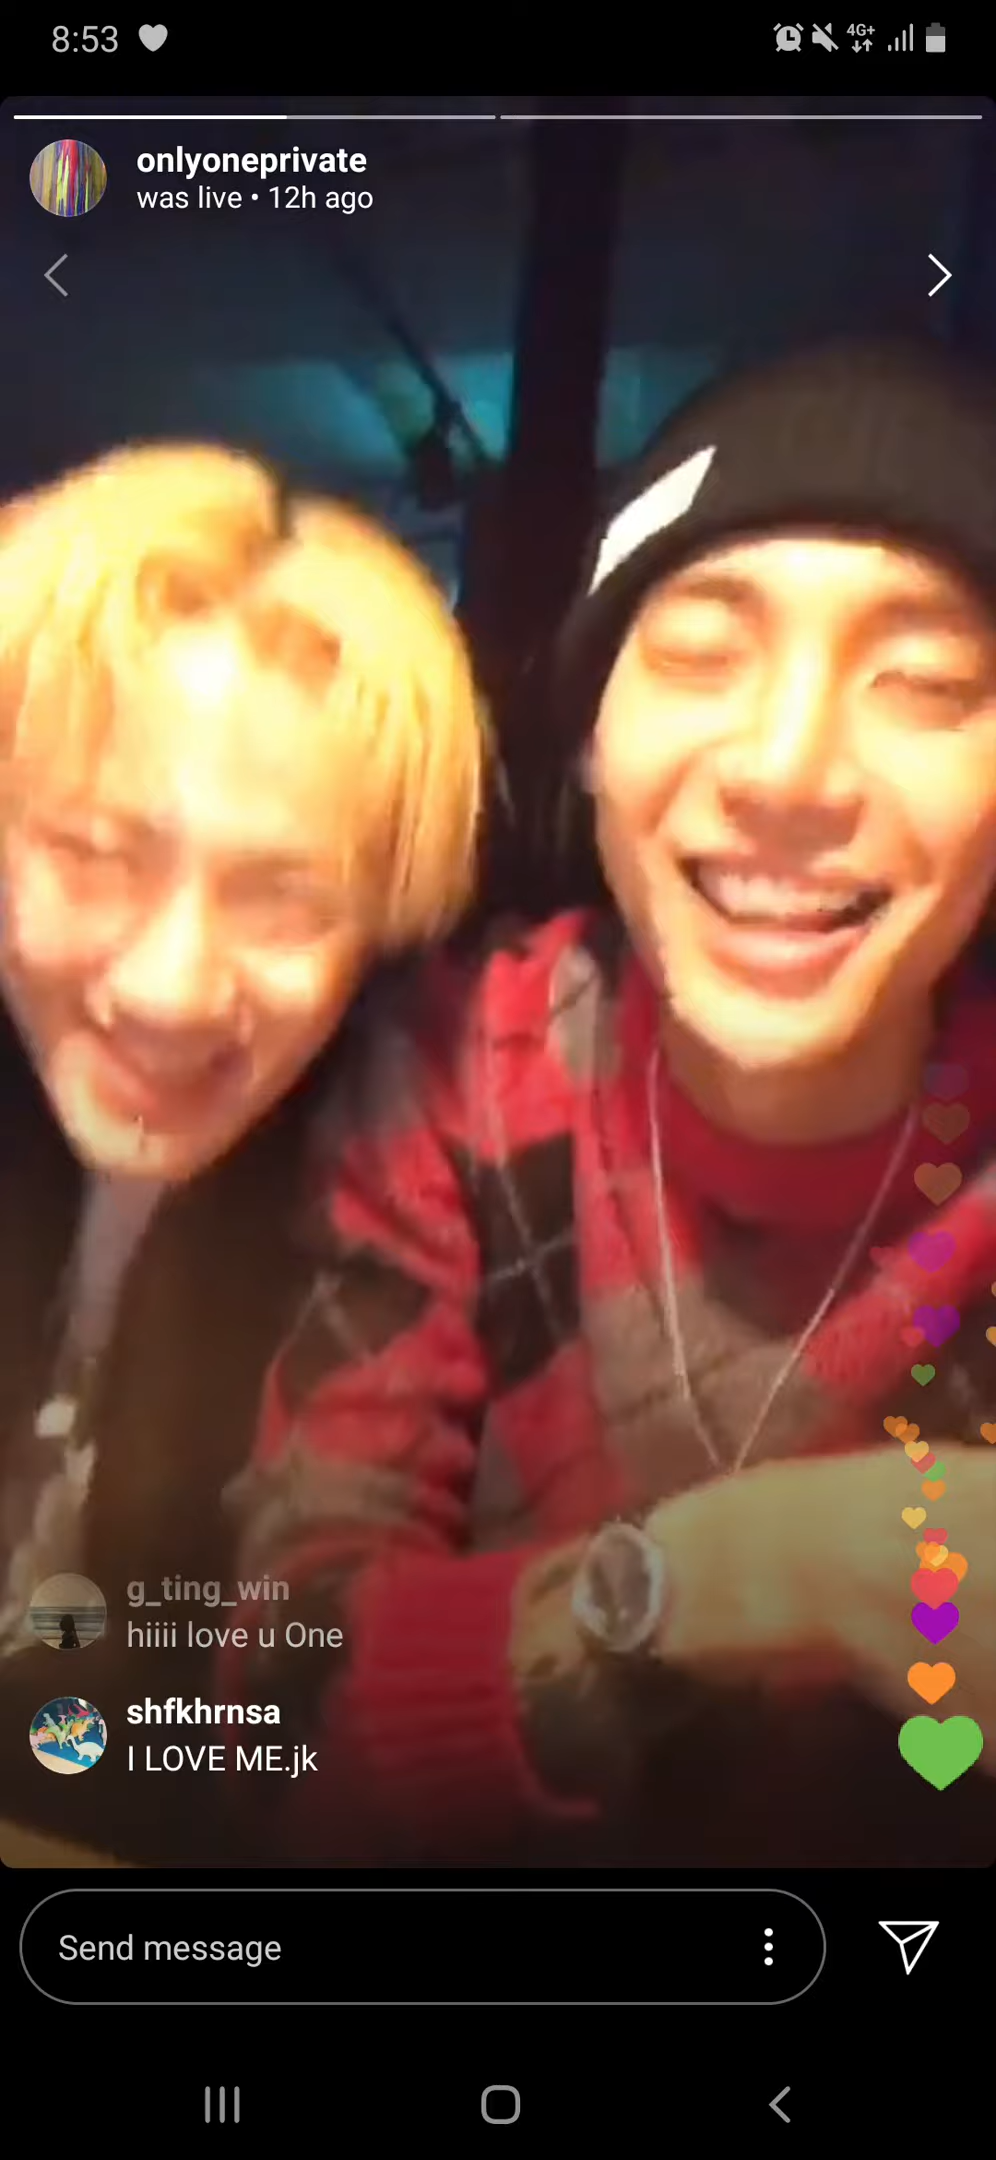 8:53
4G+
onlyoneprivate
was live • 12h ago
g_ting_win
hiiii love u One
shfkhrnsa
I LOVE ME.jk
Send message